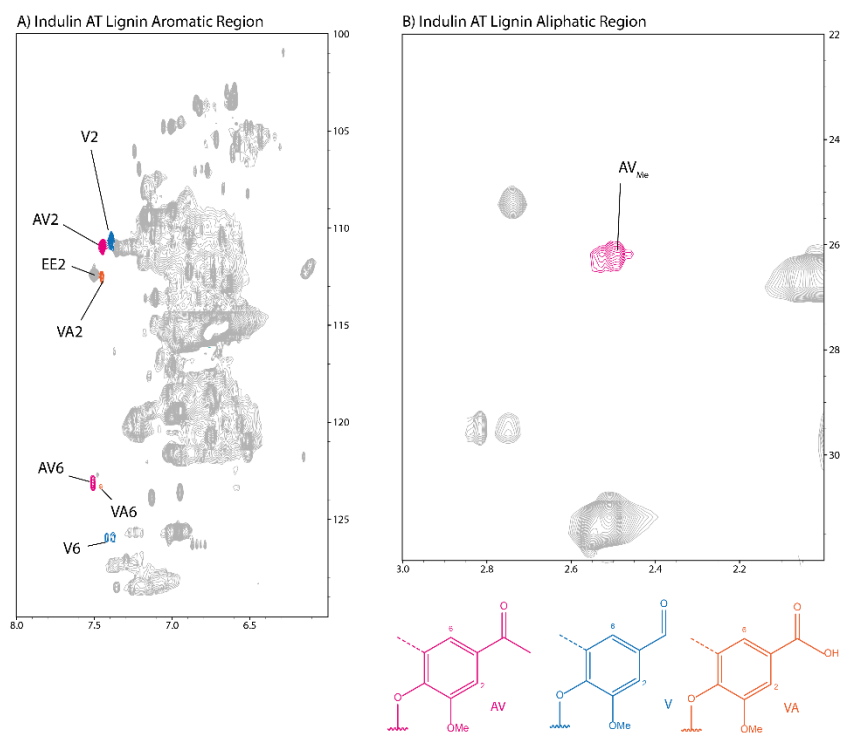 A) Indulin AT Lignin Aromatic Region
B) Indulin AT Lignin Aliphatic Region
100
105
110
115
120
125
8.0
7.5
7.0
6.5
V2
AV2
EE2
VA2
AV6
VA6
V6
22
24
26
28
30
3.0
2.8
2.6
2.4
2.2
AVMe
O
6
2
O
OMe
AV
O
6
2
O
OMe
V
O
OH
6
2
O
OMe
VA